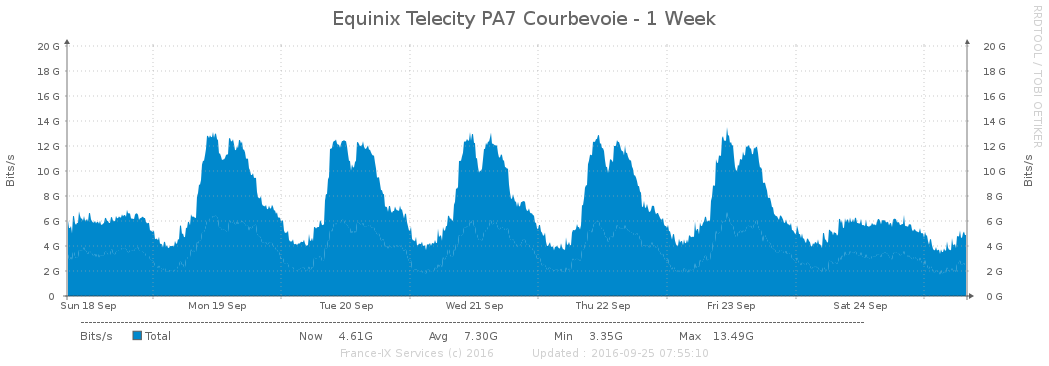 Equinix Telecity PA7 Courbevoie - 1 Week
RRDTOOL / TOBI OETIKER
Bits/s
20 G 20 G
18 G 18 G
16 G 16 G
14 G 14 G
12 G 12 G
10 G 10 G
8 G 8 G
6 G 6 G
4 G 4 G
2 G 2 G
0 0 G
Bits/s
Sun 18 Sep Mon 19 Sep Tue 20 Sep Wed 21 Sep Thu 22 Sep Fri 23 Sep Sat 24 Sep
Bits/s Total Now 4.61G Avg 7.30G Min 3.35G Max 13.49G
France-IX Services (c) 2016 Updated : 2016-09-25 07:55:10